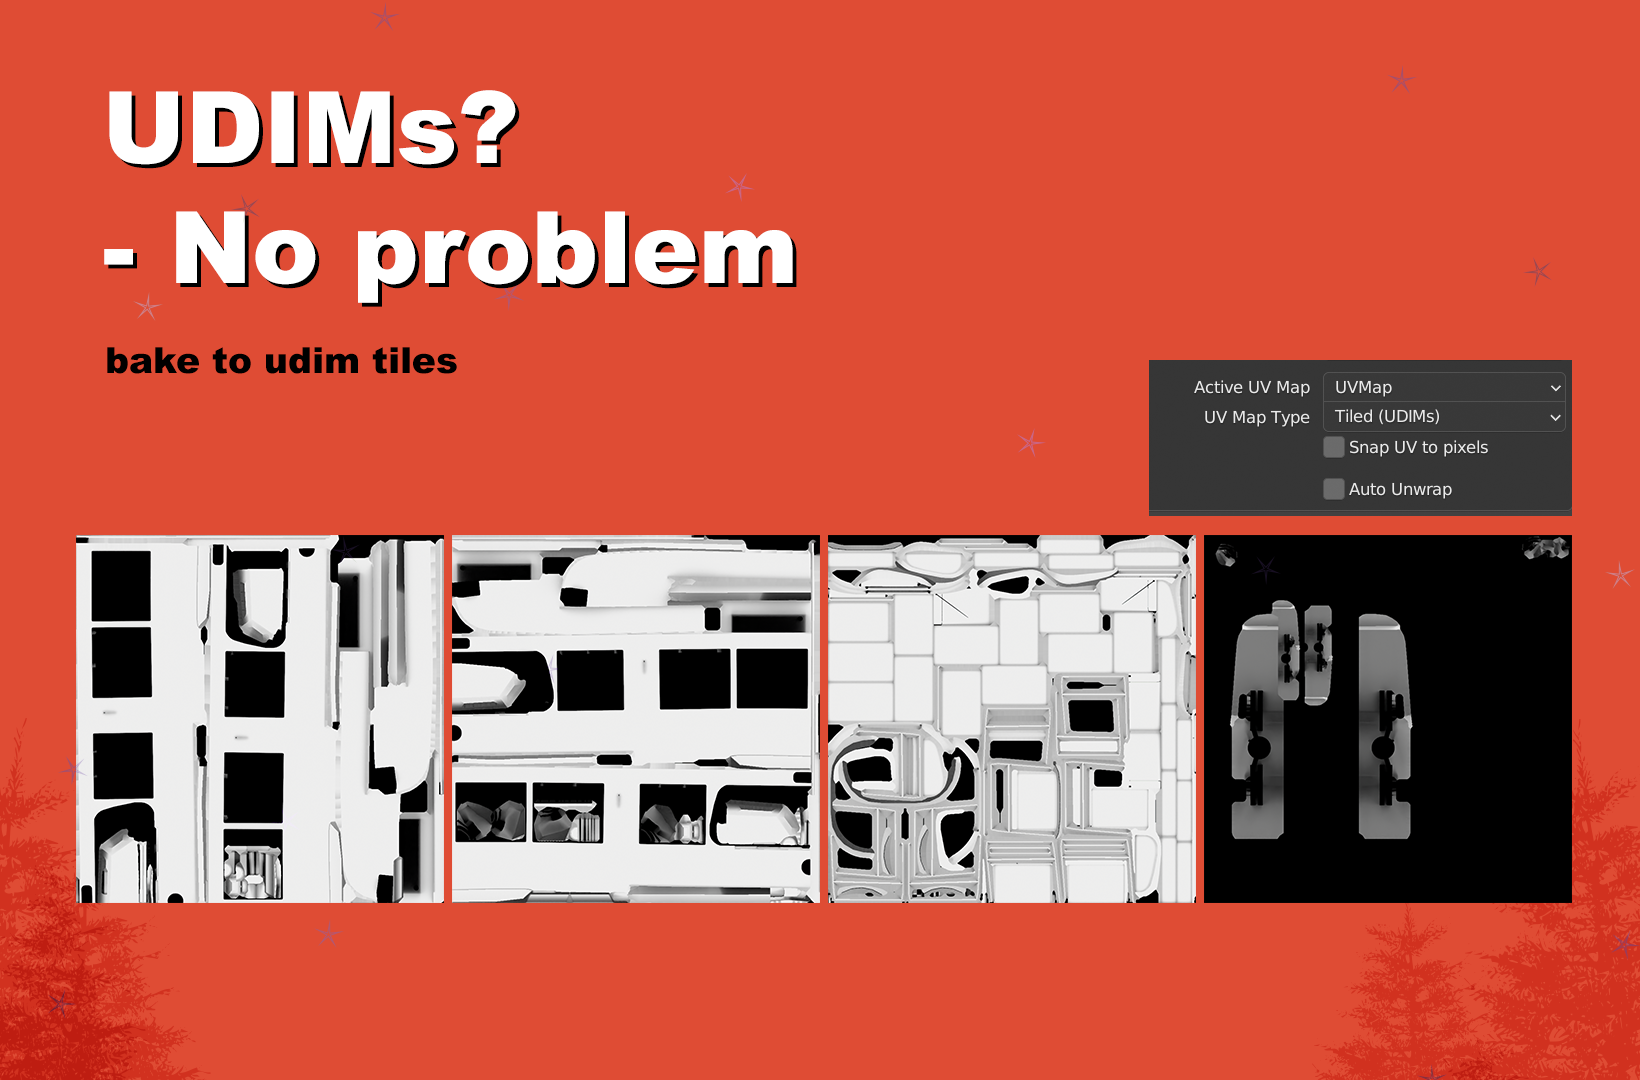 UDIMs?
- No problem
bake to udim tiles
Active UV Map UVMap
UV Map Type Tiled (UDIMs)
Snap UV to pixels
Auto Unwrap